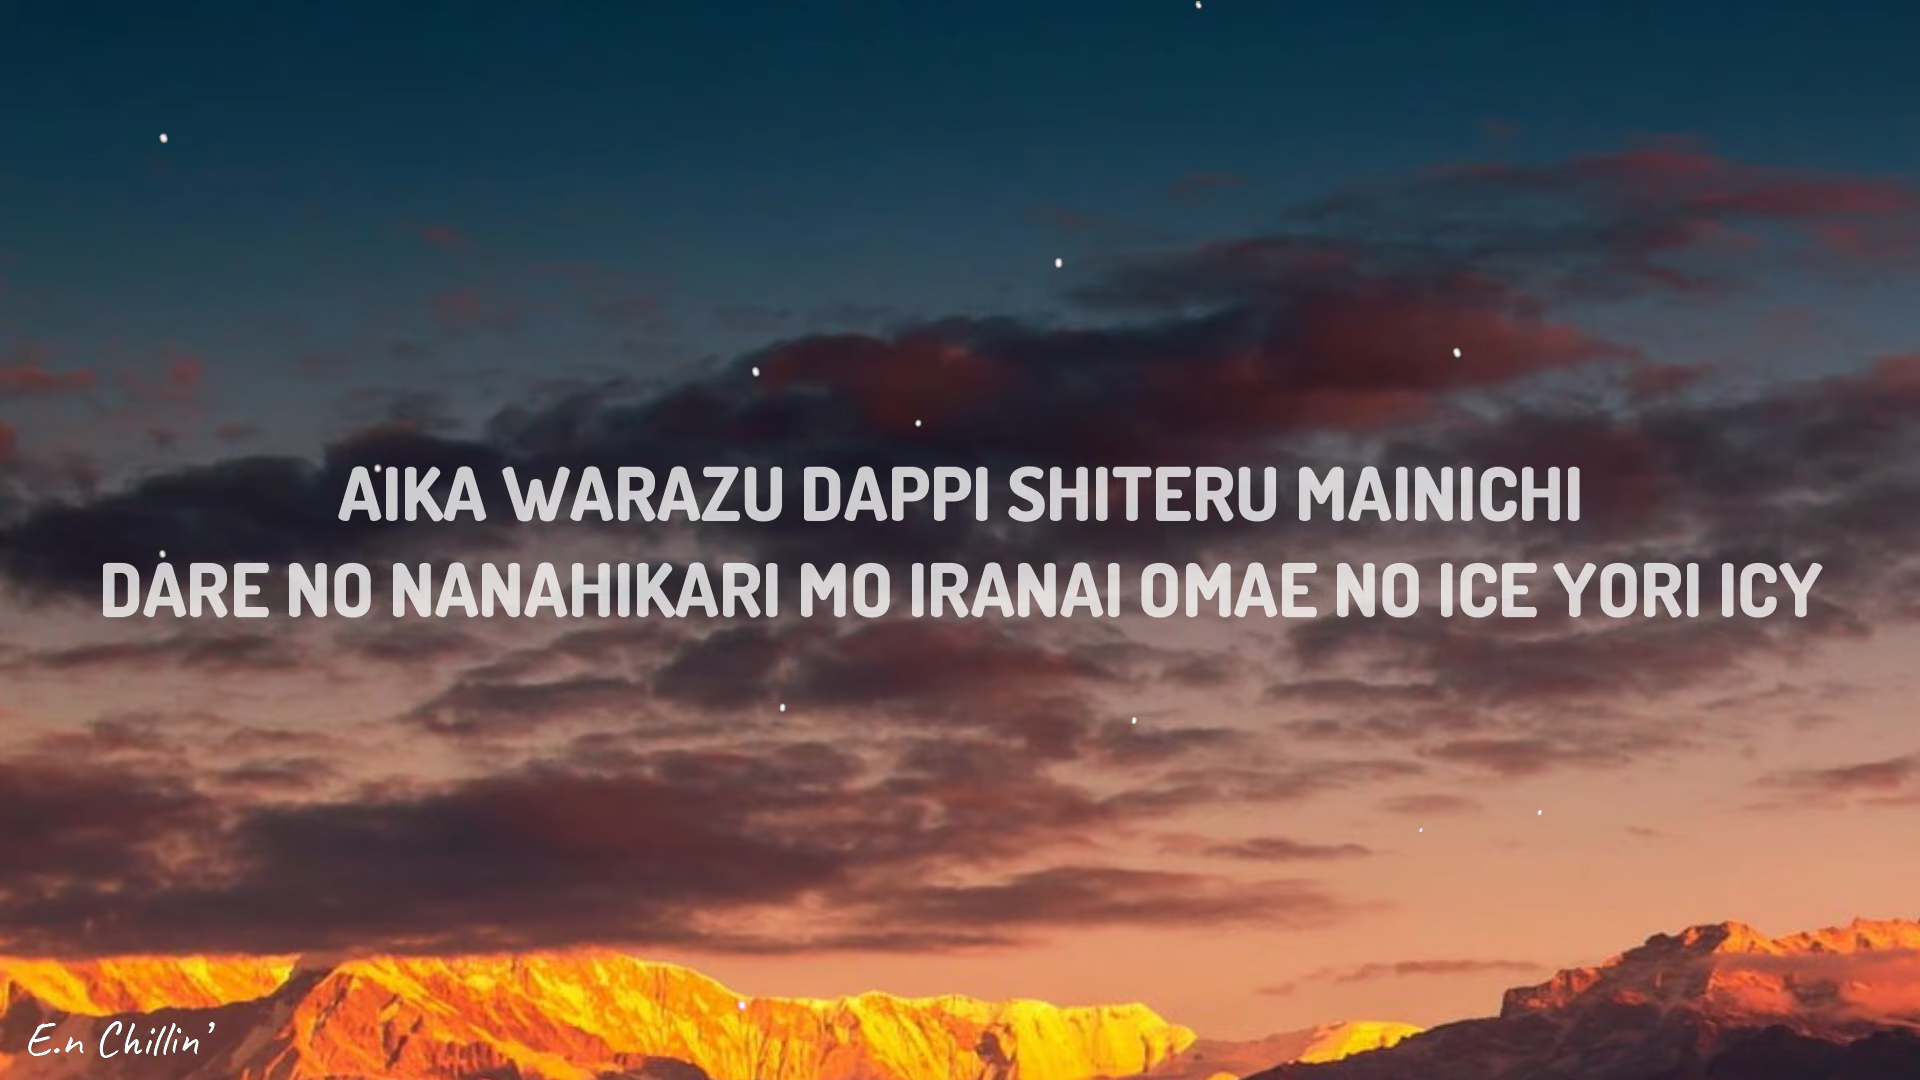 AIKA WARAZU DAPPI SHITERU MAINICHI
DARE NO NANAHIKARI MO IRANAI OMAE NO ICE YORI ICY
E.n Chillin'